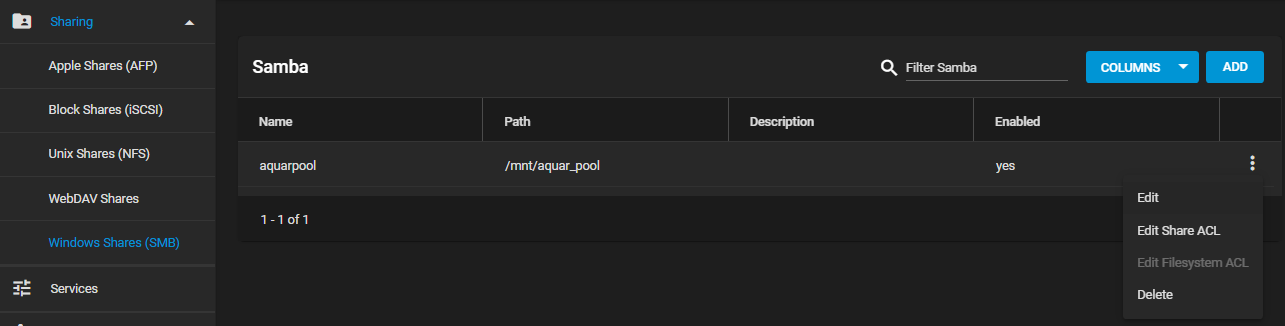 Sharing
Apple Shares (AFP)
Block Shares (iSCSI)
Unix Shares (NFS)
WebDAV Shares
Windows Shares (SMB)
Services
Samba
Filter Samba
COLUMNS
ADD
Name Path Description Enabled
aquarpool /mnt/aquar_pool yes
1 - 1 of 1
Edit
Edit Share ACL
Edit Filesystem ACL
Delete